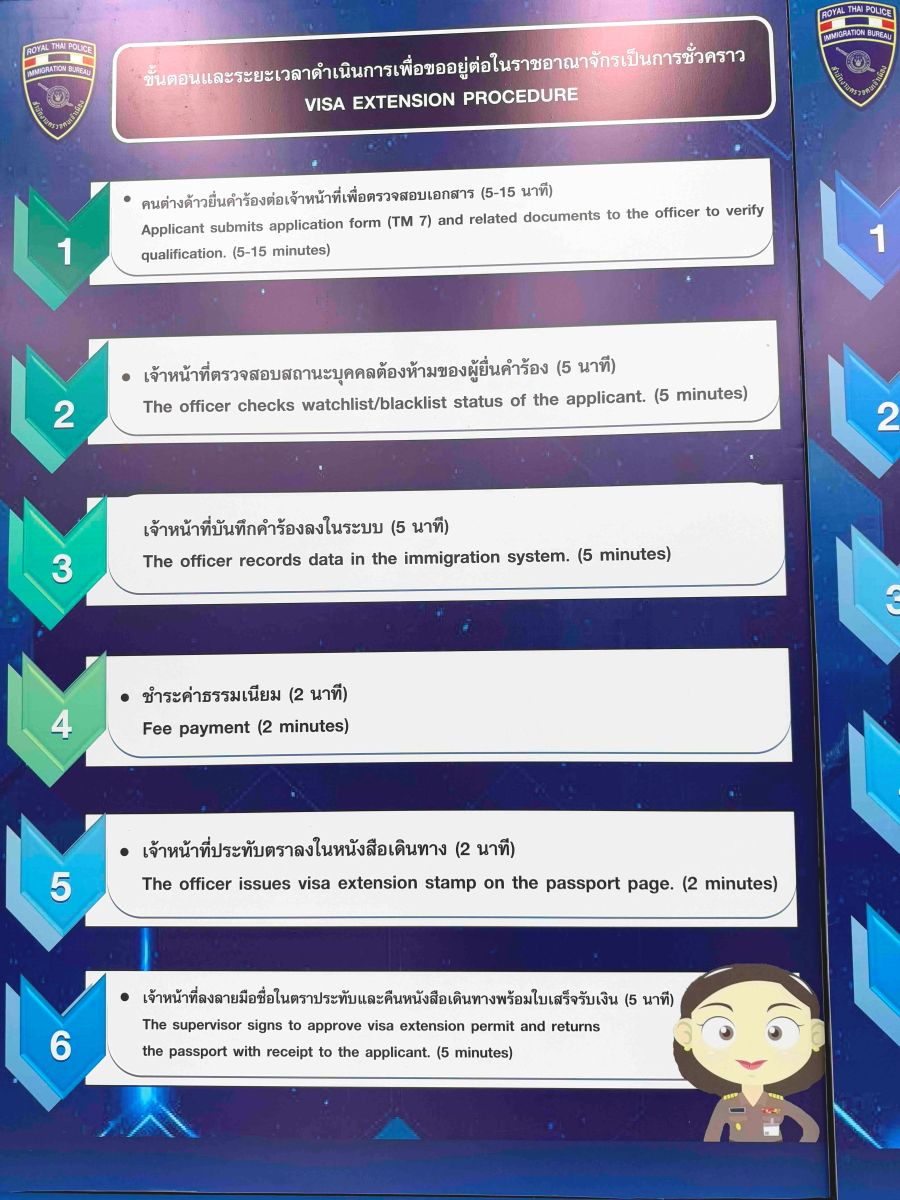 ROYAL THAI POLICE
IMMIGRATION BUREAU
สำนักงานตรวจคนเข้าเมือง
ขั้นตอนและระยะเวลาดำเนินการเพื่อขออยู่ต่อในราชอาณาจักรเป็นการชั่วคราว
VISA EXTENSION PROCEDURE
1
• คนต่างด้าวยื่นคำร้องต่อเจ้าหน้าที่เพื่อตรวจสอบเอกสาร (5-15 นาที)
Applicant submits application form (TM 7) and related documents to the officer to verify
qualification. (5-15 minutes)
2
• เจ้าหน้าที่ตรวจสอบสถานะบุคคลต้องห้ามของผู้ยื่นคำร้อง (5 นาที)
The officer checks watchlist/blacklist status of the applicant. (5 minutes)
3
เจ้าหน้าที่บันทึกคำร้องลงในระบบ (5 นาที)
The officer records data in the immigration system. (5 minutes)
4
• ชำระค่าธรรมเนียม (2 นาที)
Fee payment (2 minutes)
5
• เจ้าหน้าที่ประทับตราลงในหนังสือเดินทาง (2 นาที)
The officer issues visa extension stamp on the passport page. (2 minutes)
6
• เจ้าหน้าที่ลงลายมือชื่อในตราประทับและคืนหนังสือเดินทางพร้อมใบเสร็จรับเงิน (5 นาที)
The supervisor signs to approve visa extension permit and returns
the passport with receipt to the applicant. (5 minutes)
ROYAL THAI POLICE
IMMIGRATION BUREAU
สำนักงานตรวจคนเข้าเมือง
1
2
3